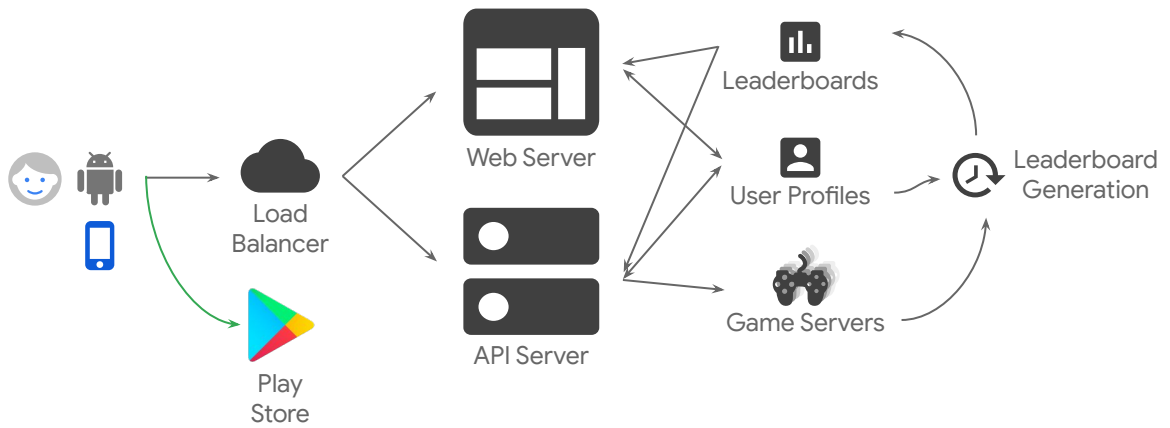 Load
Balancer
Play
Store
Web Server
API Server
Leaderboards
User Profiles
Game Servers
Leaderboard
Generation